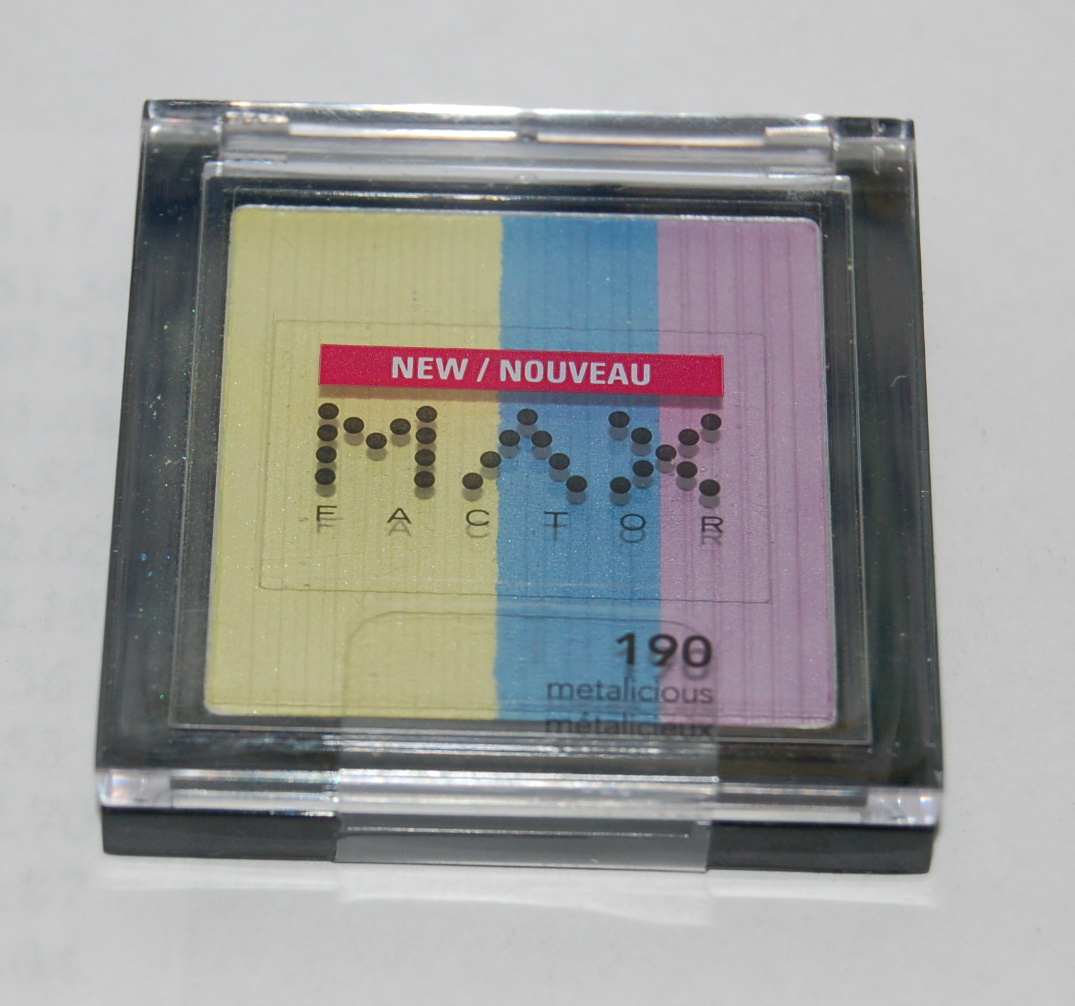 NEW / NOUVEAU
MAX
FACTOR
190
metalicious
métalicieux